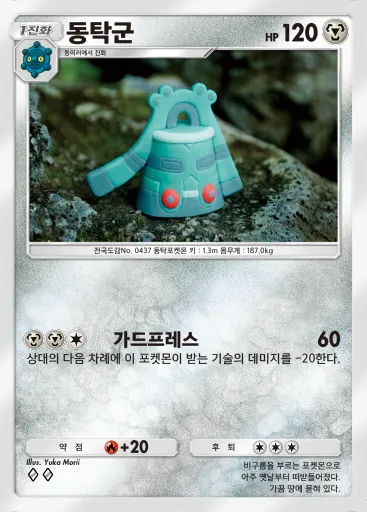 1진화
동탁군
HP 120
동미러에서 진화
전국도감No. 0437 동탁포켓몬 키 : 1.3m 몸무게 : 187.0kg
가드프레스 60
상대의 다음 차례에 이 포켓몬이 받는 기술의 데미지를 -20한다.
약점 +20
후퇴
Illus. Yuka Morii
비구름을 부르는 포켓몬으로
아주 옛날부터 떠받들어졌다.
가끔 땅에 묻혀 있다.